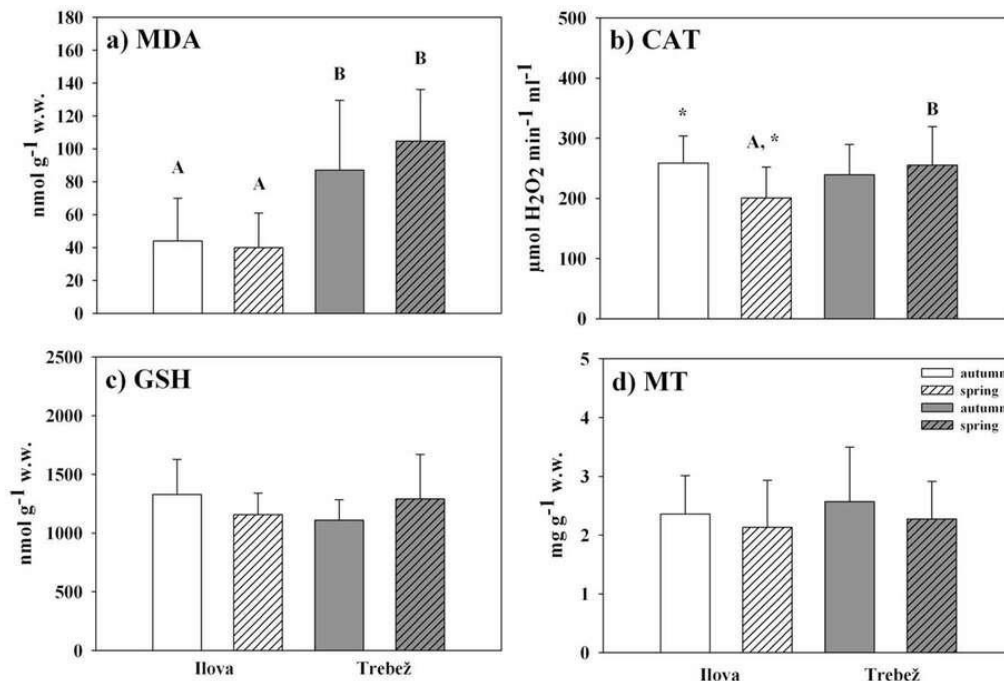 a) MDA
nmol g⁻¹ w.w.
180
160
140
120
100
80
60
40
20
0
A
A
B
B
b) CAT
µmol H₂O₂ min⁻¹ ml⁻¹
500
400
300
200
100
0
*
A, *
B
c) GSH
nmol g⁻¹ w.w.
2500
2000
1500
1000
500
0
Ilova
Trebež
d) MT
mg g⁻¹ w.w.
5
4
3
2
1
0
autumn
spring
autumn
spring
Ilova
Trebež